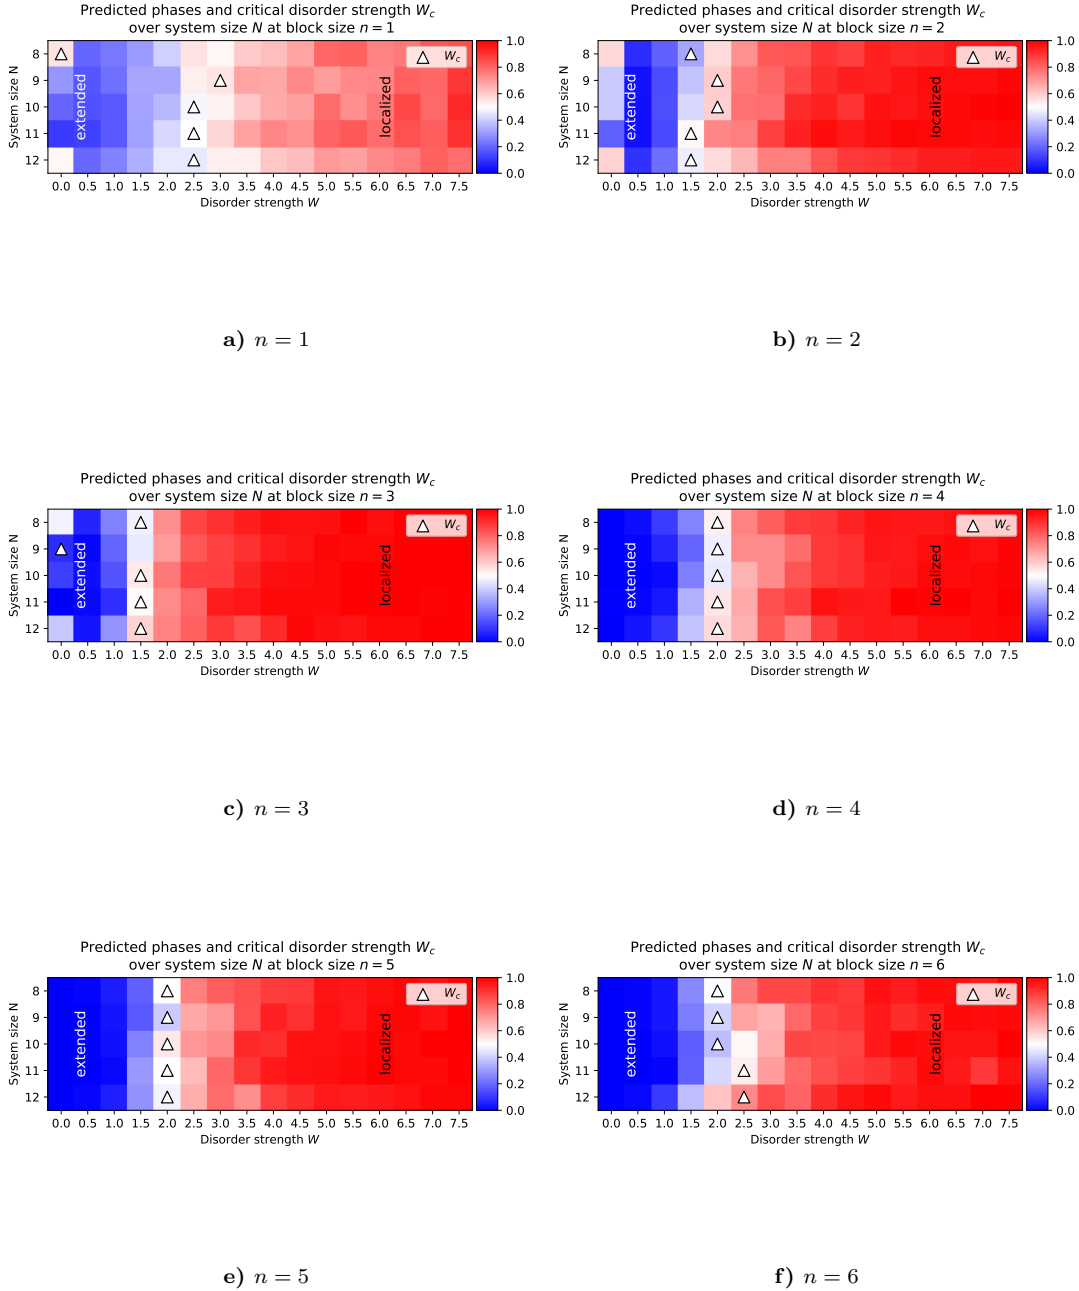 Predicted phases and critical disorder strength W_c
over system size N at block size n = 1
System size N
8
9
10
11
12
extended
localized
W_c
1.0
0.8
0.6
0.4
0.2
0.0
0.0 0.5 1.0 1.5 2.0 2.5 3.0 3.5 4.0 4.5 5.0 5.5 6.0 6.5 7.0 7.5
Disorder strength W
a) n = 1
Predicted phases and critical disorder strength W_c
over system size N at block size n = 2
System size N
8
9
10
11
12
extended
localized
W_c
1.0
0.8
0.6
0.4
0.2
0.0
0.0 0.5 1.0 1.5 2.0 2.5 3.0 3.5 4.0 4.5 5.0 5.5 6.0 6.5 7.0 7.5
Disorder strength W
b) n = 2
Predicted phases and critical disorder strength W_c
over system size N at block size n = 3
System size N
8
9
10
11
12
extended
localized
W_c
1.0
0.8
0.6
0.4
0.2
0.0
0.0 0.5 1.0 1.5 2.0 2.5 3.0 3.5 4.0 4.5 5.0 5.5 6.0 6.5 7.0 7.5
Disorder strength W
c) n = 3
Predicted phases and critical disorder strength W_c
over system size N at block size n = 4
System size N
8
9
10
11
12
extended
localized
W_c
1.0
0.8
0.6
0.4
0.2
0.0
0.0 0.5 1.0 1.5 2.0 2.5 3.0 3.5 4.0 4.5 5.0 5.5 6.0 6.5 7.0 7.5
Disorder strength W
d) n = 4
Predicted phases and critical disorder strength W_c
over system size N at block size n = 5
System size N
8
9
10
11
12
extended
localized
W_c
1.0
0.8
0.6
0.4
0.2
0.0
0.0 0.5 1.0 1.5 2.0 2.5 3.0 3.5 4.0 4.5 5.0 5.5 6.0 6.5 7.0 7.5
Disorder strength W
e) n = 5
Predicted phases and critical disorder strength W_c
over system size N at block size n = 6
System size N
8
9
10
11
12
extended
localized
W_c
1.0
0.8
0.6
0.4
0.2
0.0
0.0 0.5 1.0 1.5 2.0 2.5 3.0 3.5 4.0 4.5 5.0 5.5 6.0 6.5 7.0 7.5
Disorder strength W
f) n = 6